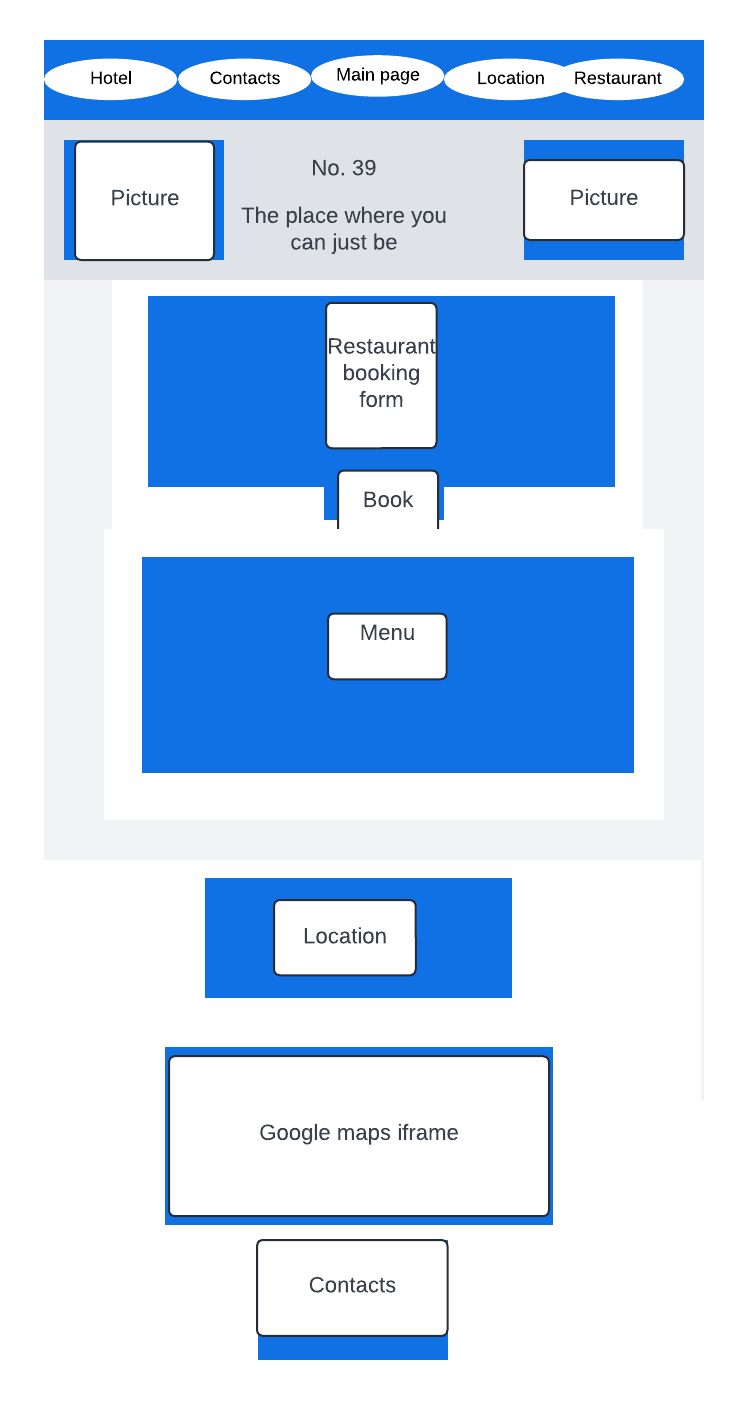 Hotel Contacts Main page Location Restaurant
Picture
No. 39
The place where you
can just be
Picture
Restaurant
booking
form
Book
Menu
Location
Google maps iframe
Contacts